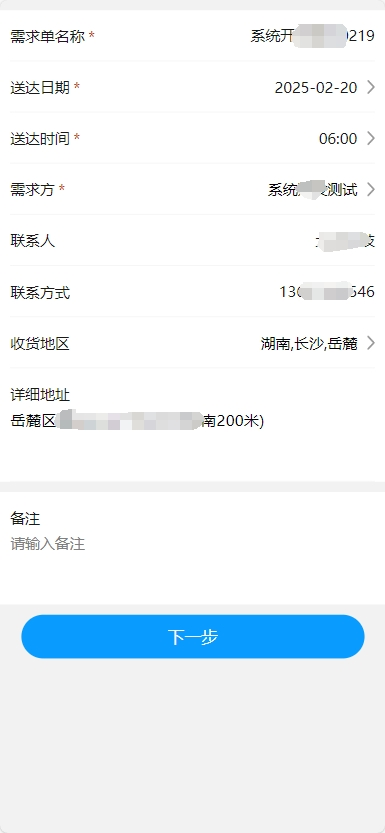 需求单名称 * 系统开 0219
送达日期 * 2025-02-20
送达时间 * 06:00
需求方 * 系统 测试
联系人
联系方式 130 646
收货地区 湖南,长沙,岳麓
详细地址
岳麓区 南200米)
备注
请输入备注
下一步